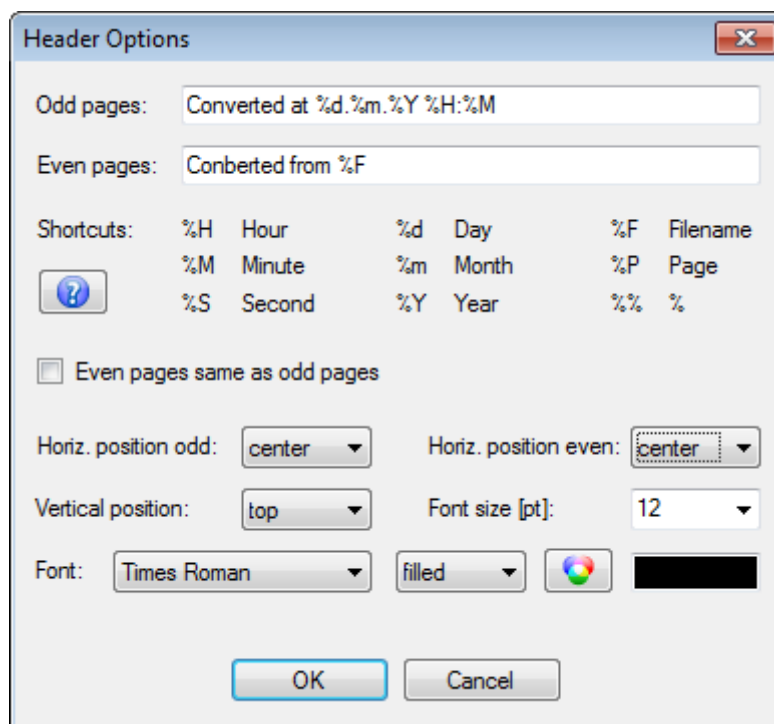 Header Options
Odd pages: Converted at %d.%m.%Y %H:%M
Even pages: Conberted from %F
Shortcuts: %H Hour %d Day %F Filename
%M Minute %m Month %P Page
%S Second %Y Year %% %
Even pages same as odd pages
Horiz. position odd: center Horiz. position even: center
Vertical position: top Font size [pt]: 12
Font: Times Roman filled
OK Cancel